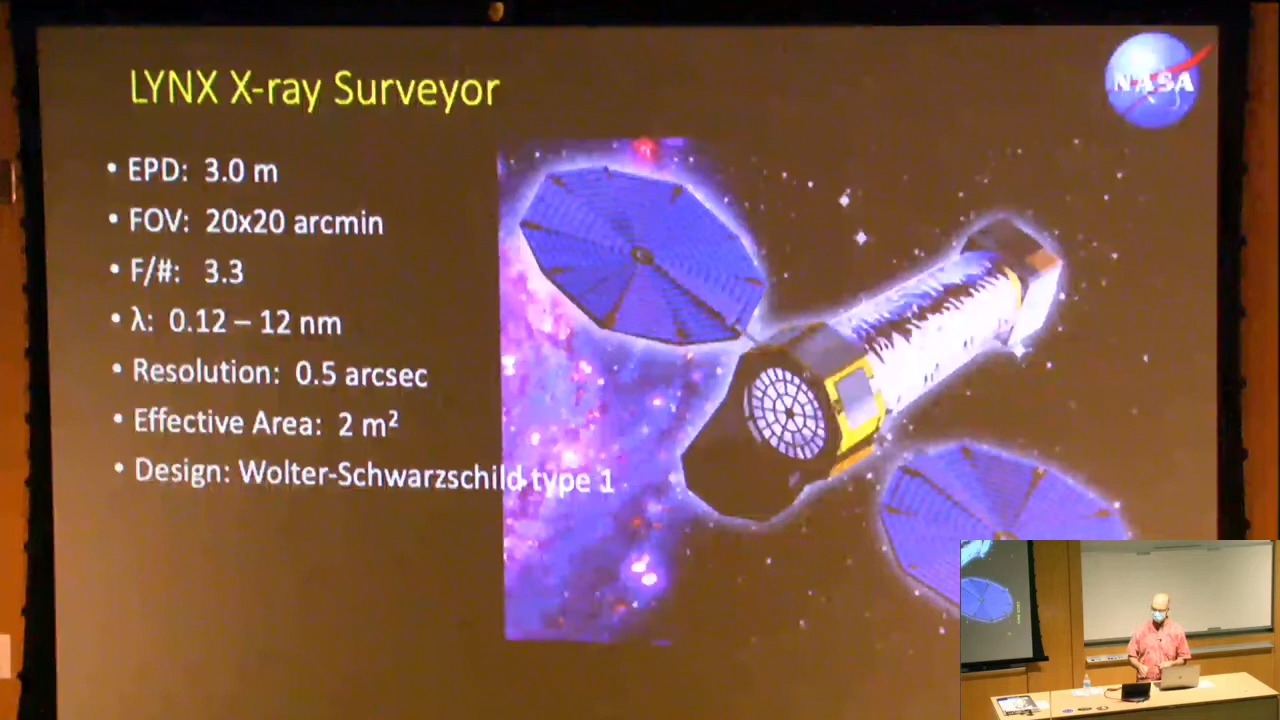 LYNX X-ray Surveyor
NASA
• EPD: 3.0 m
• FOV: 20x20 arcmin
• F/#: 3.3
• λ: 0.12 – 12 nm
• Resolution: 0.5 arcsec
• Effective Area: 2 m²
• Design: Wolter-Schwarzschild type 1